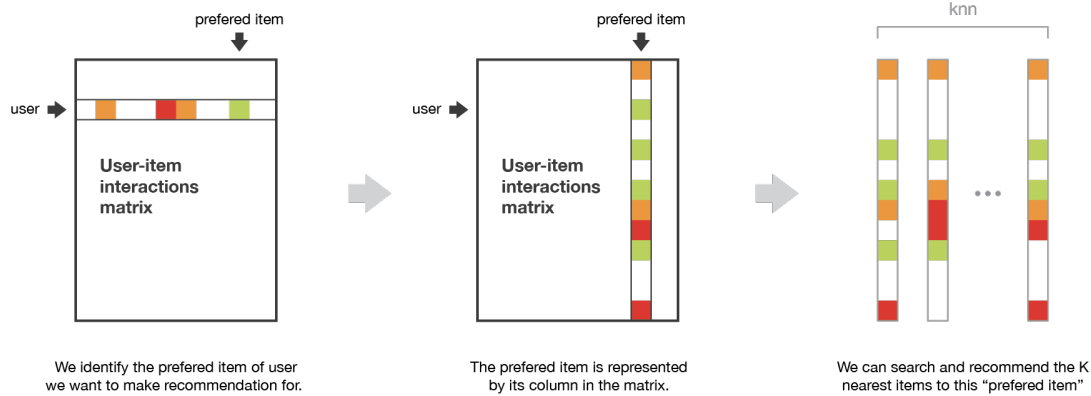 prefered item
user
User-item
interactions
matrix
We identify the prefered item of user
we want to make recommendation for.
prefered item
user
User-item
interactions
matrix
The prefered item is represented
by its column in the matrix.
knn
We can search and recommend the K
nearest items to this “prefered item”